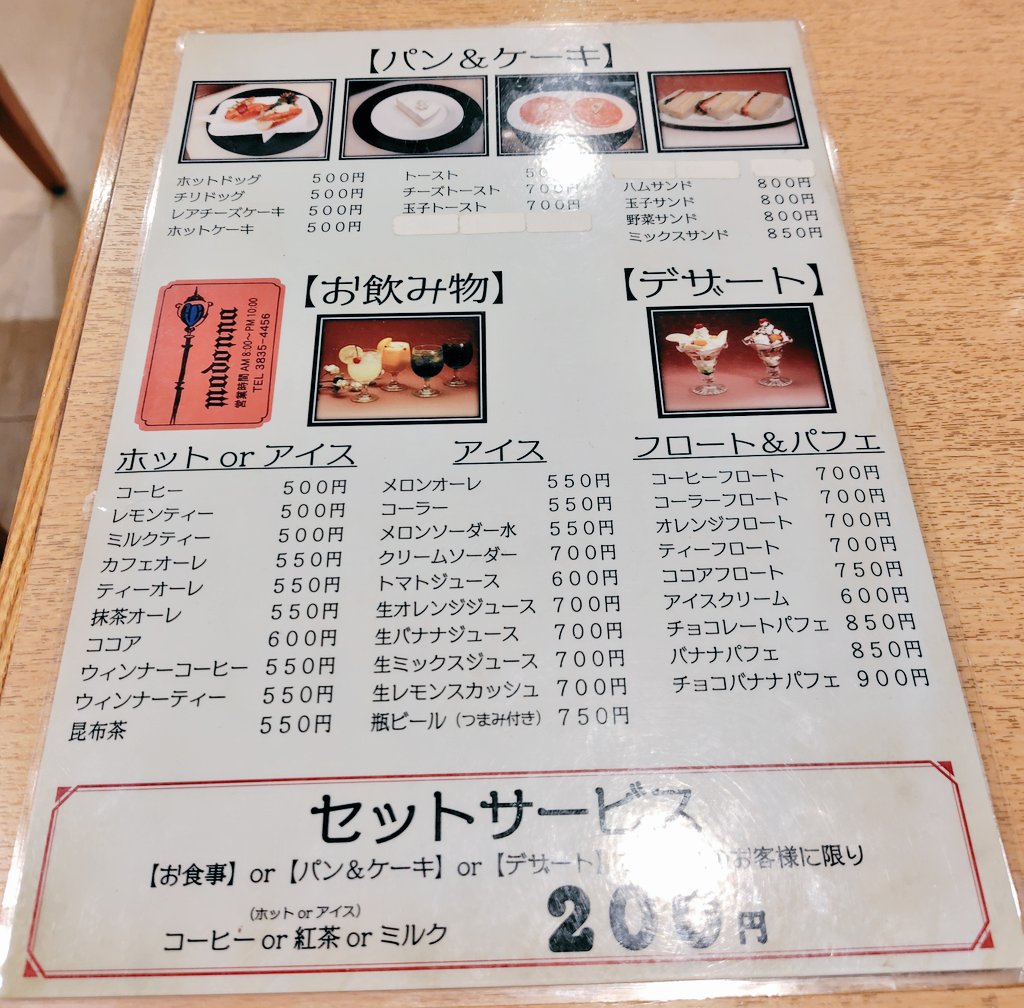 【パン＆ケーキ】
ホットドッグ 500円
チリドッグ 500円
レアチーズケーキ 500円
ホットケーキ 500円
トースト
チーズトースト 700円
玉子トースト 700円
ハムサンド 800円
玉子サンド 800円
野菜サンド 800円
ミックスサンド 850円
madonna
営業時間 AM 8:00～PM 10:00
TEL 3835-4456
【お飲み物】
ホット or アイス
コーヒー 500円
レモンティー 500円
ミルクティー 500円
カフェオーレ 550円
ティーオーレ 550円
抹茶オーレ 550円
ココア 600円
ウィンナーコーヒー 550円
ウィンナーティー 550円
昆布茶 550円
アイス
メロンオーレ 550円
コーラー 550円
メロンソーダー水 550円
クリームソーダー 700円
トマトジュース 600円
生オレンジジュース 700円
生バナナジュース 700円
生ミックスジュース 700円
生レモンスカッシュ 700円
瓶ビール（つまみ付き） 750円
【デザート】
フロート＆パフェ
コーヒーフロート 700円
コーラーフロート 700円
オレンジフロート 700円
ティーフロート 700円
ココアフロート 750円
アイスクリーム 600円
チョコレートパフェ 850円
バナナパフェ 850円
チョコバナナパフェ 900円
セットサービス
【お食事】or【パン＆ケーキ】or【デザート】 のお客様に限り
（ホット or アイス）
コーヒー or 紅茶 or ミルク
200円